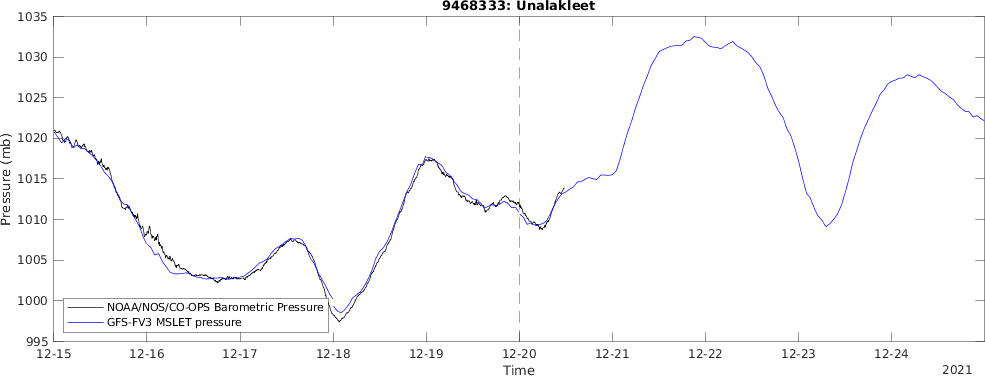 9468333: Unalakleet
Pressure (mb)
1035
1030
1025
1020
1015
1010
1005
1000
995
NOAA/NOS/CO-OPS Barometric Pressure
GFS-FV3 MSLET pressure
12-15 12-16 12-17 12-18 12-19 12-20 12-21 12-22 12-23 12-24
Time
2021